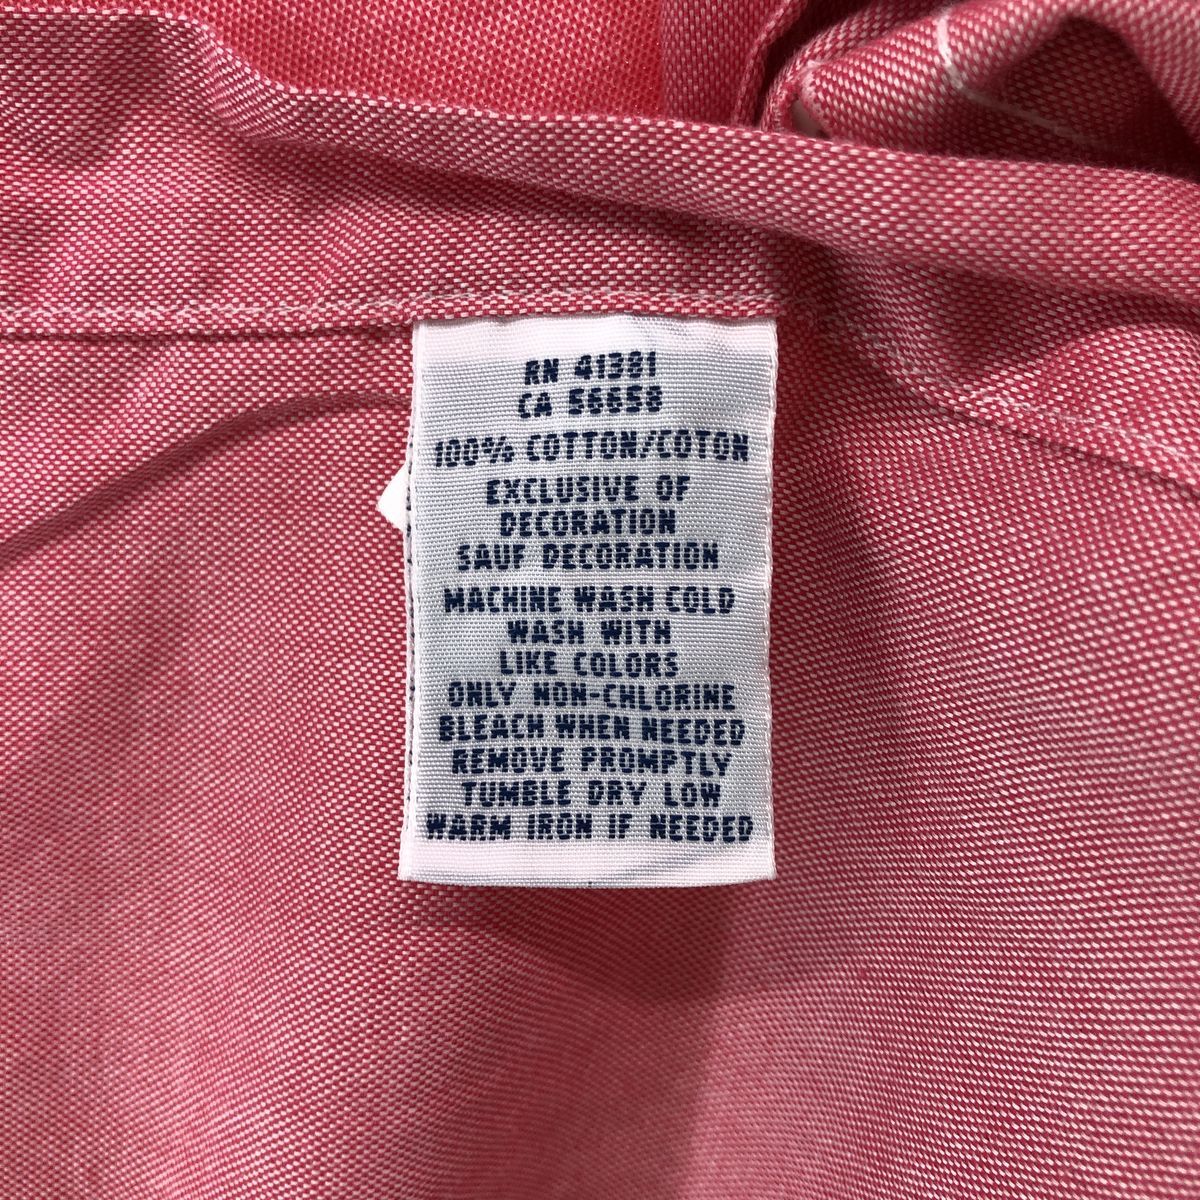 RN 41381
CA 56658
100% COTTON/COTON
EXCLUSIVE OF
DECORATION
SAUF DECORATION
MACHINE WASH COLD
WASH WITH
LIKE COLORS
ONLY NON-CHLORINE
BLEACH WHEN NEEDED
REMOVE PROMPTLY
TUMBLE DRY LOW
WARM IRON IF NEEDED